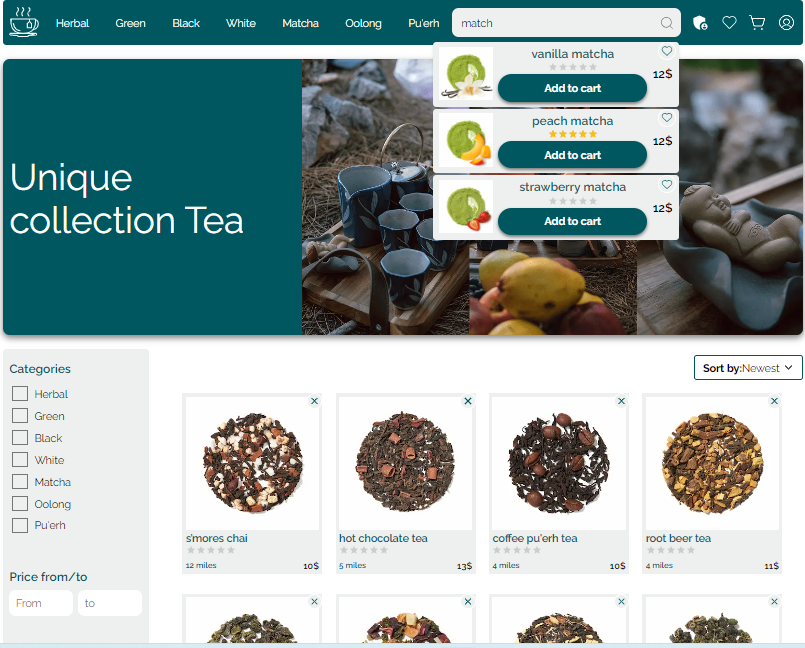 Herbal Green Black White Matcha Oolong Pu'erh match
vanilla matcha
12$
Add to cart
peach matcha
12$
Add to cart
strawberry matcha
12$
Add to cart
Unique
collection Tea
Categories
Herbal
Green
Black
White
Matcha
Oolong
Pu'erh
Price from/to
From to
Sort by:Newest
s'mores chai
12 miles 10$
hot chocolate tea
5 miles 13$
coffee pu'erh tea
4 miles 10$
root beer tea
4 miles 11$